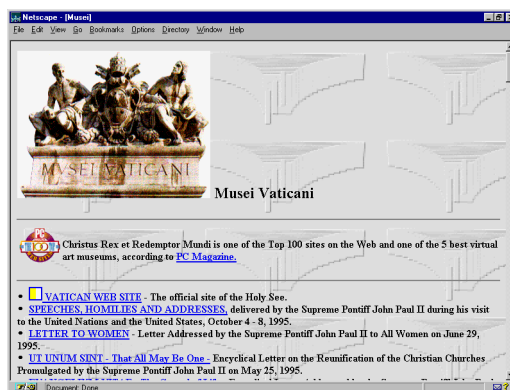 Netscape - [Musei]
File Edit View Go Bookmarks Options Directory Window Help
MVSEI VATICANI
Musei Vaticani
PC
100
Christus Rex et Redemptor Mundi is one of the Top 100 sites on the Web and one of the 5 best virtual
art museums, according to PC Magazine.
• VATICAN WEB SITE - The official site of the Holy See.
• SPEECHES, HOMILIES AND ADDRESSES, delivered by the Supreme Pontiff John Paul II during his visit
to the United Nations and the United States, October 4 - 8, 1995.
• LETTER TO WOMEN - Letter Addressed by the Supreme Pontiff John Paul II to All Women on June 29,
1995.
• UT UNUM SINT - That All May Be One - Encyclical Letter on the Reunification of the Christian Churches
Promulgated by the Supreme Pontiff John Paul II on May 25, 1995.
Document Done